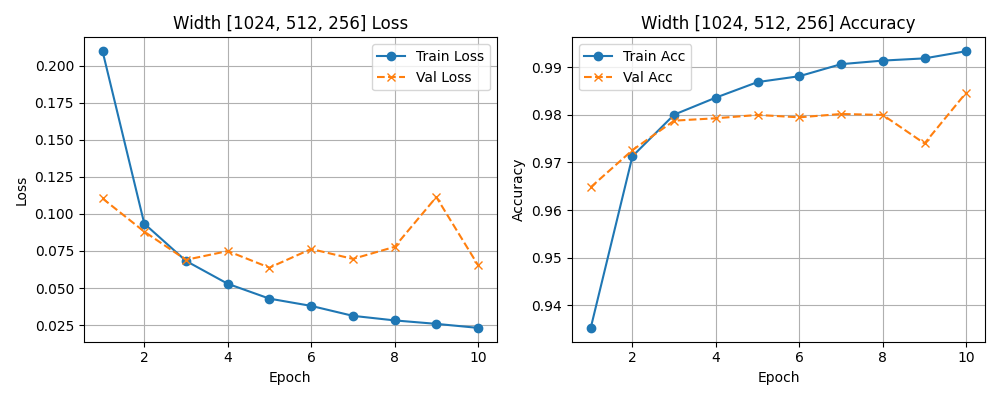 Width [1024, 512, 256] Loss
0.200
0.175
0.150
0.125
0.100
0.075
0.050
0.025
Loss
Train Loss
Val Loss
2 4 6 8 10
Epoch
Width [1024, 512, 256] Accuracy
0.99
0.98
0.97
0.96
0.95
0.94
Accuracy
Train Acc
Val Acc
2 4 6 8 10
Epoch